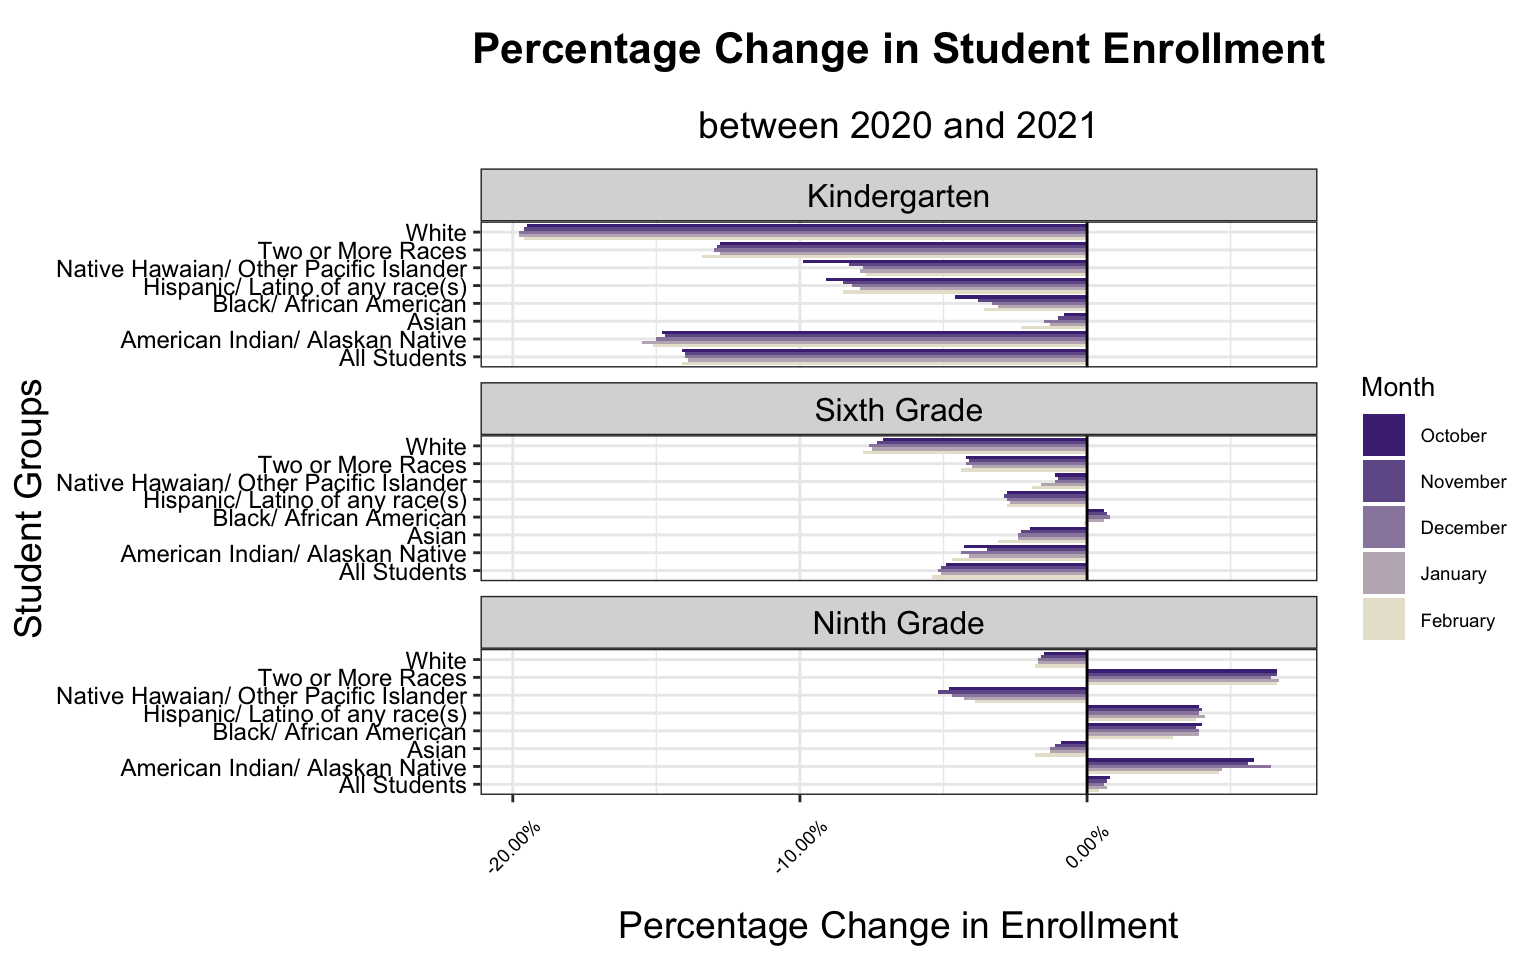 Percentage Change in Student Enrollment
between 2020 and 2021
Kindergarten
White
Two or More Races
Native Hawaian/ Other Pacific Islander
Hispanic/ Latino of any race(s)
Black/ African American
Asian
American Indian/ Alaskan Native
All Students
Sixth Grade
White
Two or More Races
Native Hawaian/ Other Pacific Islander
Hispanic/ Latino of any race(s)
Black/ African American
Asian
American Indian/ Alaskan Native
All Students
Ninth Grade
White
Two or More Races
Native Hawaian/ Other Pacific Islander
Hispanic/ Latino of any race(s)
Black/ African American
Asian
American Indian/ Alaskan Native
All Students
Student Groups
-20.00%
-10.00%
0.00%
Percentage Change in Enrollment
Month
October
November
December
January
February